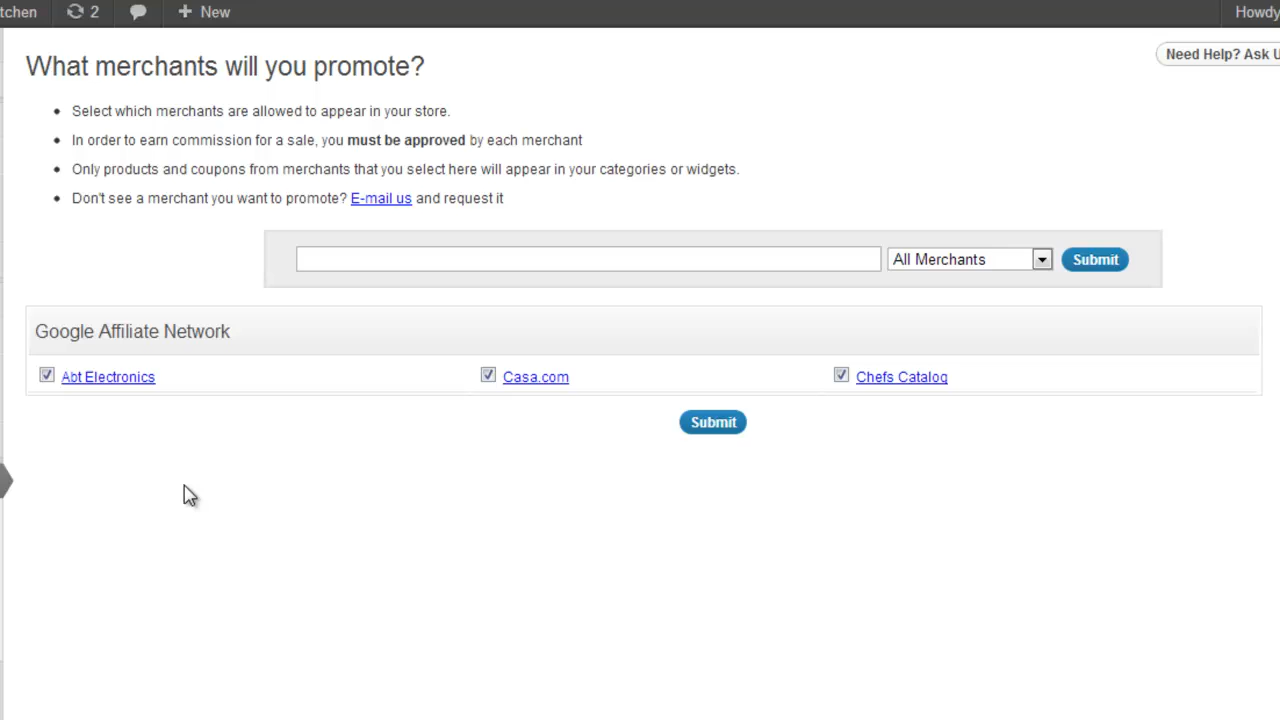 tchen 2 New Howdy
What merchants will you promote?
Need Help? Ask U
Select which merchants are allowed to appear in your store.
In order to earn commission for a sale, you must be approved by each merchant
Only products and coupons from merchants that you select here will appear in your categories or widgets.
Don't see a merchant you want to promote? E-mail us and request it
All Merchants Submit
Google Affiliate Network
Abt Electronics Casa.com Chefs Catalog
Submit